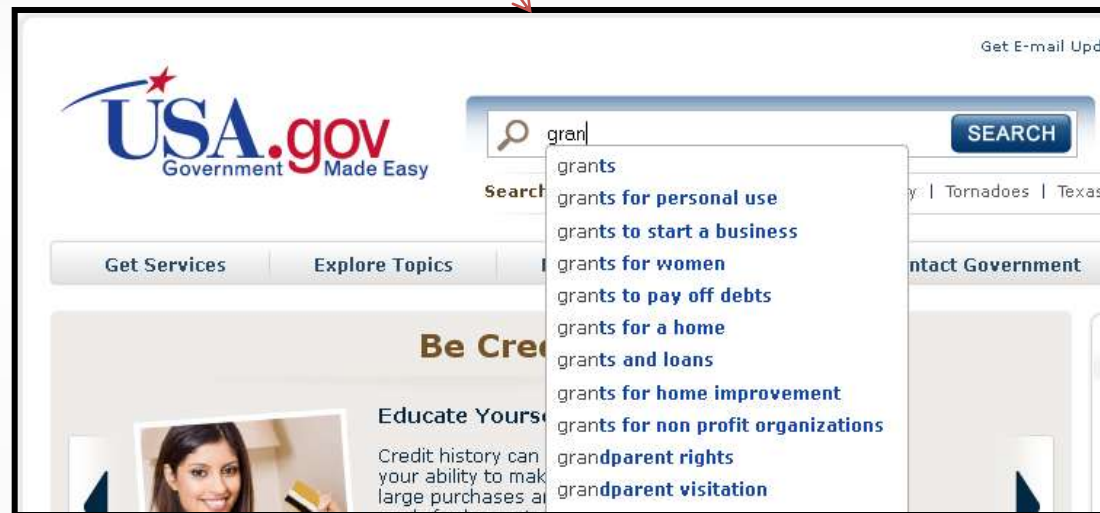 Get E-mail Upd
USA.gov
Government Made Easy
gran
SEARCH
grants
grants for personal use
grants to start a business
grants for women
grants to pay off debts
grants for a home
grants and loans
grants for home improvement
grants for non profit organizations
grandparent rights
grandparent visitation
Search y | Tornadoes | Texas
Get Services Explore Topics ntact Government
Be Cre
Educate Yourse
Credit history can
your ability to mak
large purchases a